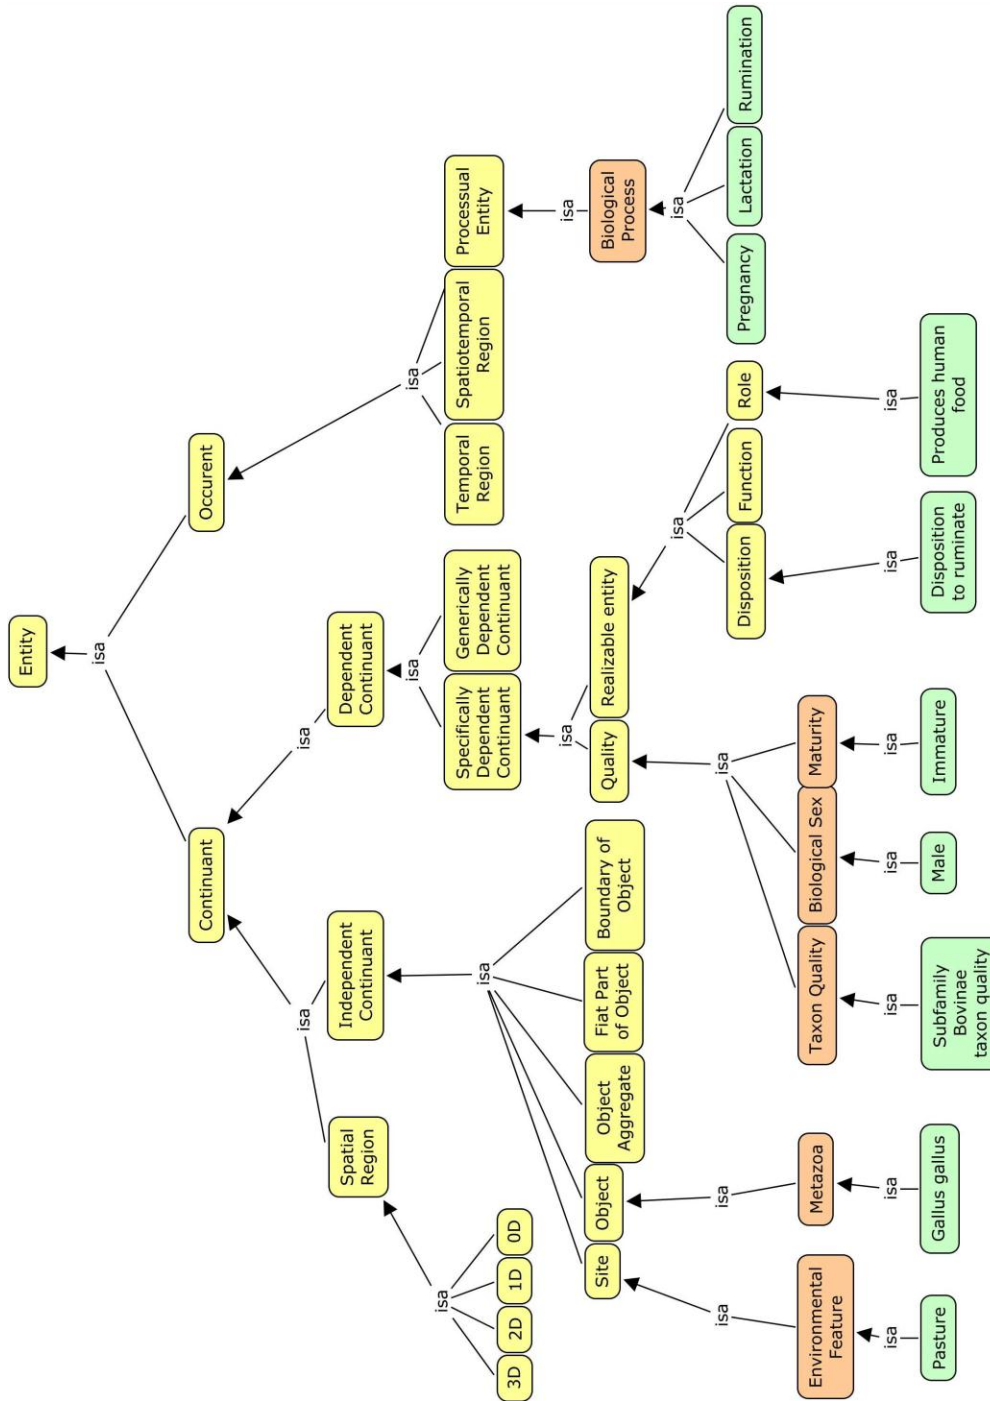 Entity
isa
Continuant
Occurent
isa
isa
isa
Spatial
Region
Independent
Continuant
Dependent
Continuant
isa
isa
isa
3D
2D
1D
0D
Specifically
Dependent
Continuant
Generically
Dependent
Continuant
Temporal
Region
Spatiotemporal
Region
Processual
Entity
isa
isa
Site
Object
Object
Aggregate
Fiat Part
of Object
Boundary of
Object
Quality
Realizable entity
Biological
Process
isa
isa
isa
isa
isa
Disposition
Function
Role
Pregnancy
Lactation
Rumination
Environmental
Feature
Metazoa
Taxon Quality
Biological Sex
Maturity
isa
isa
isa
isa
isa
isa
isa
Pasture
Gallus gallus
Subfamily
Bovinae
taxon quality
Male
Immature
Disposition
to ruminate
Produces human
food